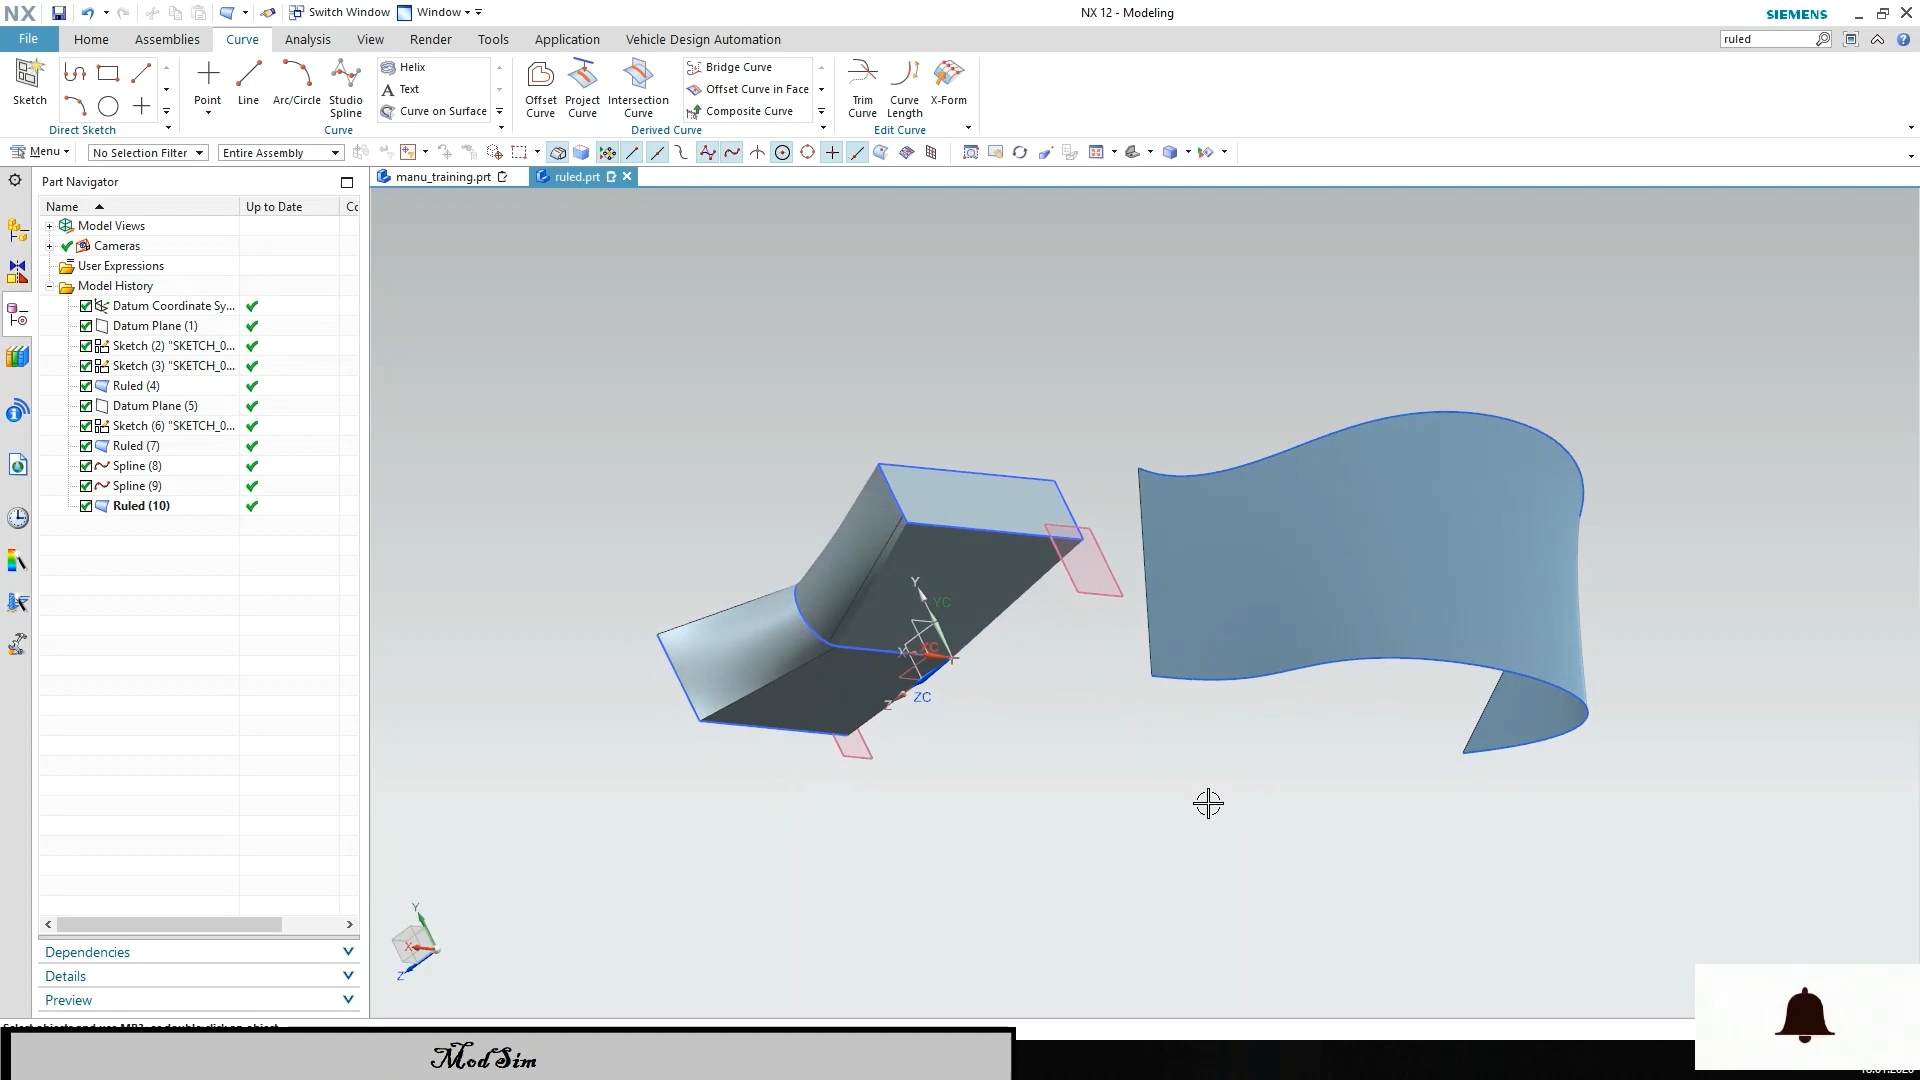 NX
Switch Window
Window
NX 12 - Modeling
SIEMENS
File
Home
Assemblies
Curve
Analysis
View
Render
Tools
Application
Vehicle Design Automation
ruled
Sketch
Direct Sketch
Point
Line
Arc/Circle
Studio
Spline
Helix
A Text
Curve on Surface
Curve
Offset
Curve
Project
Curve
Intersection
Curve
Bridge Curve
Offset Curve in Face
Composite Curve
Derived Curve
Trim
Curve
Curve
Length
X-Form
Edit Curve
Menu
No Selection Filter
Entire Assembly
Part Navigator
manu_training.prt
ruled.prt
Name
Up to Date
Model Views
Cameras
User Expressions
Model History
Datum Coordinate Sy...
Datum Plane (1)
Sketch (2) "SKETCH_0...
Sketch (3) "SKETCH_0...
Ruled (4)
Datum Plane (5)
Sketch (6) "SKETCH_0...
Ruled (7)
Spline (8)
Spline (9)
Ruled (10)
Y
YC
X
XC
Z
ZC
Y
X
Z
Dependencies
Details
Preview
ModSim